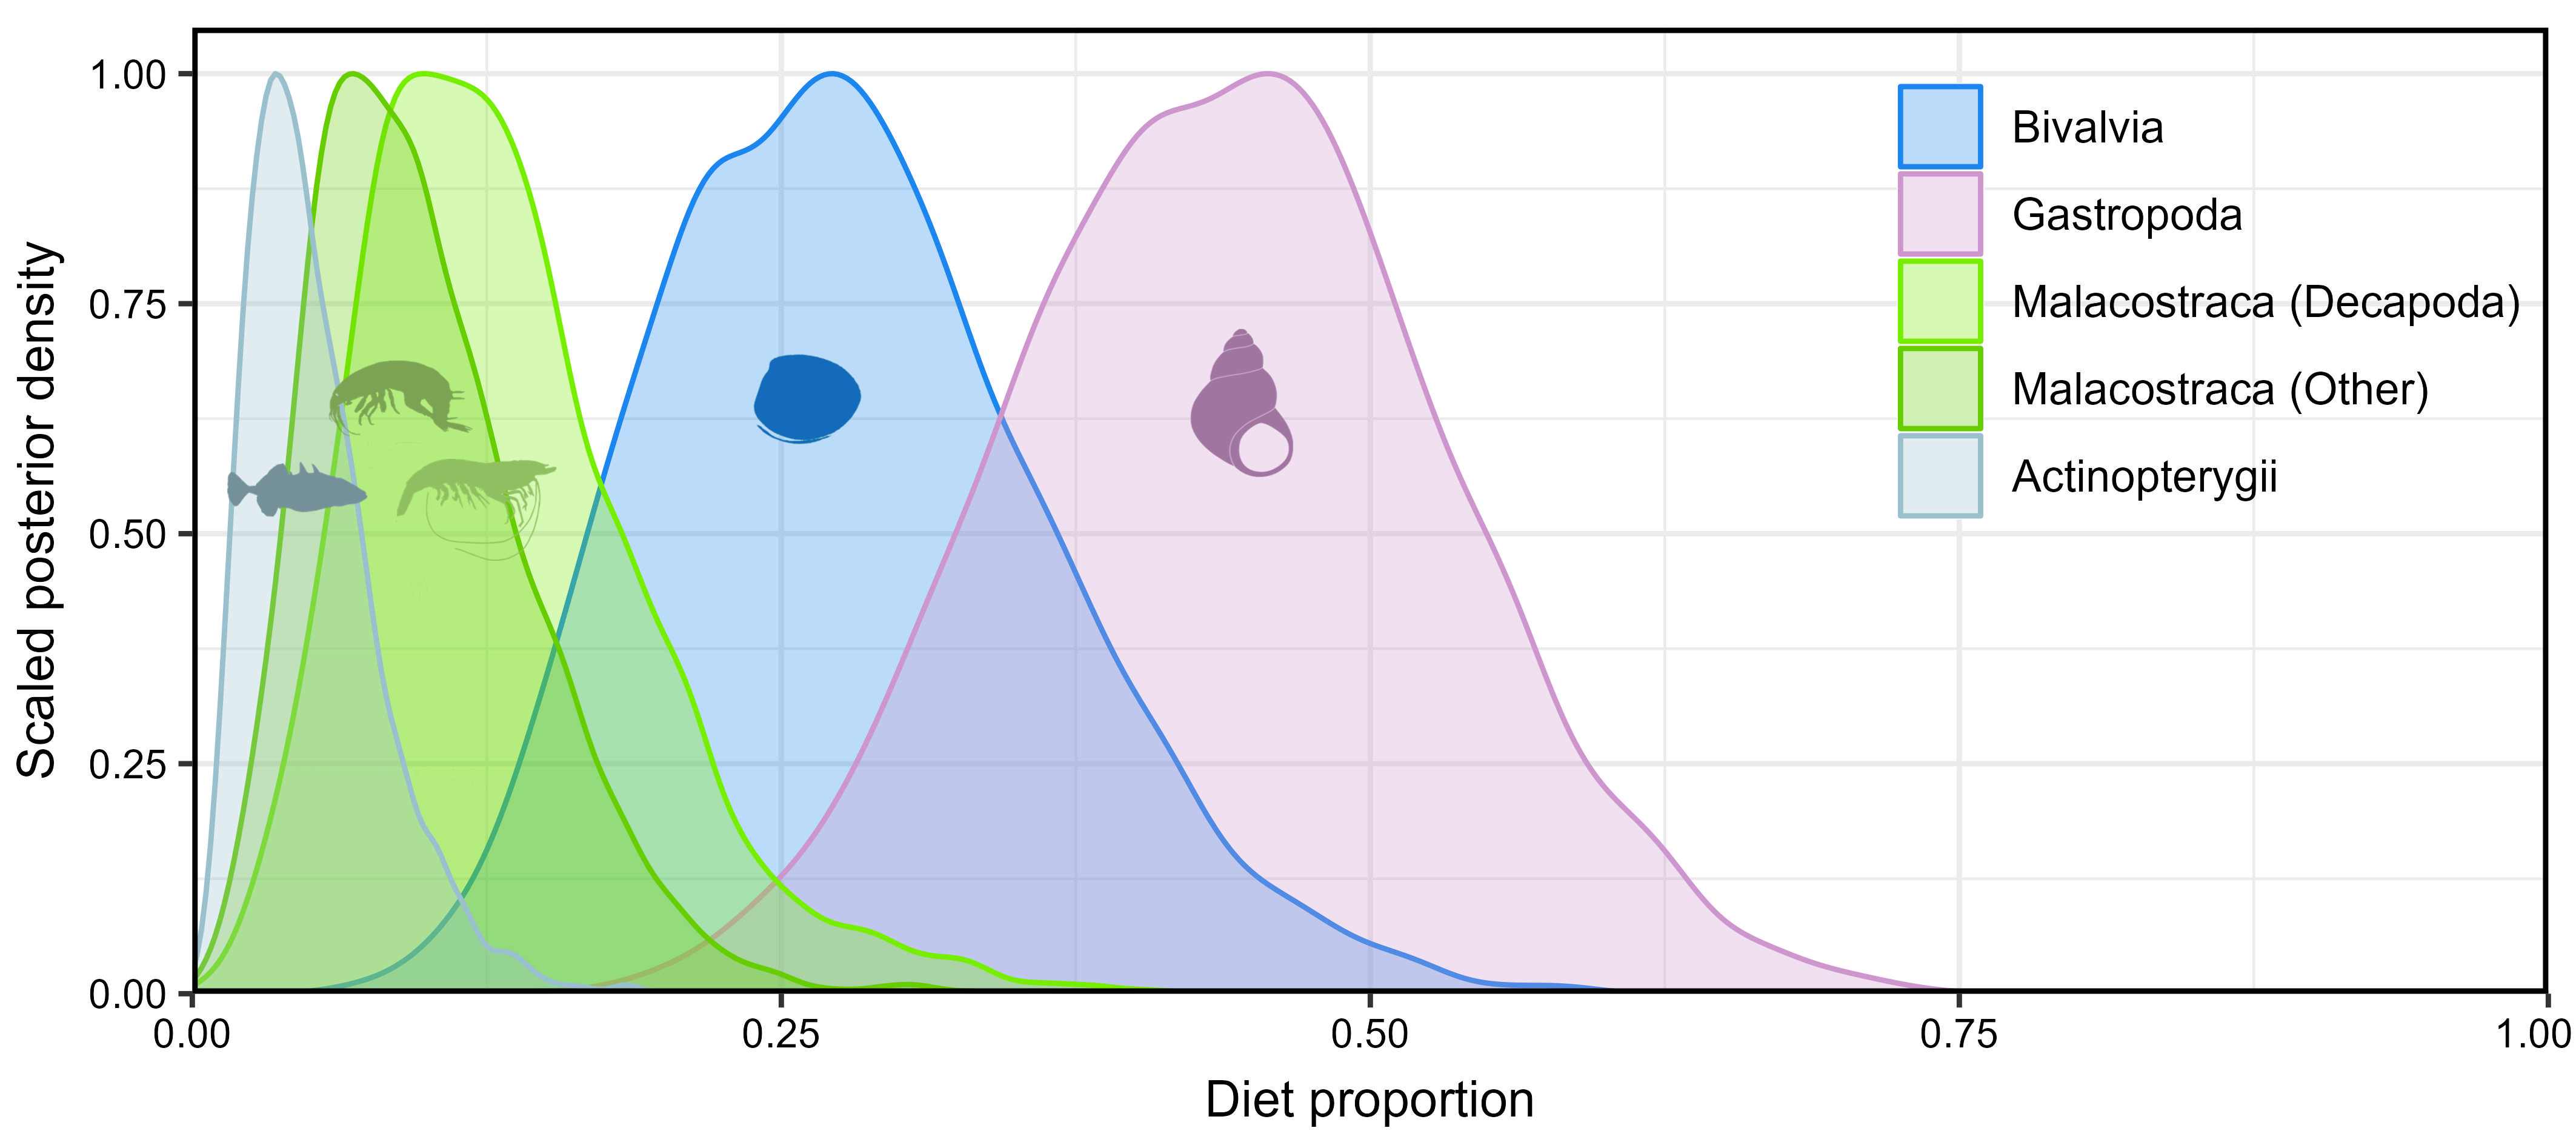 Scaled posterior density
1.00
0.75
0.50
0.25
0.00
0.00
0.25
0.50
0.75
1.00
Diet proportion
Bivalvia
Gastropoda
Malacostraca (Decapoda)
Malacostraca (Other)
Actinopterygii